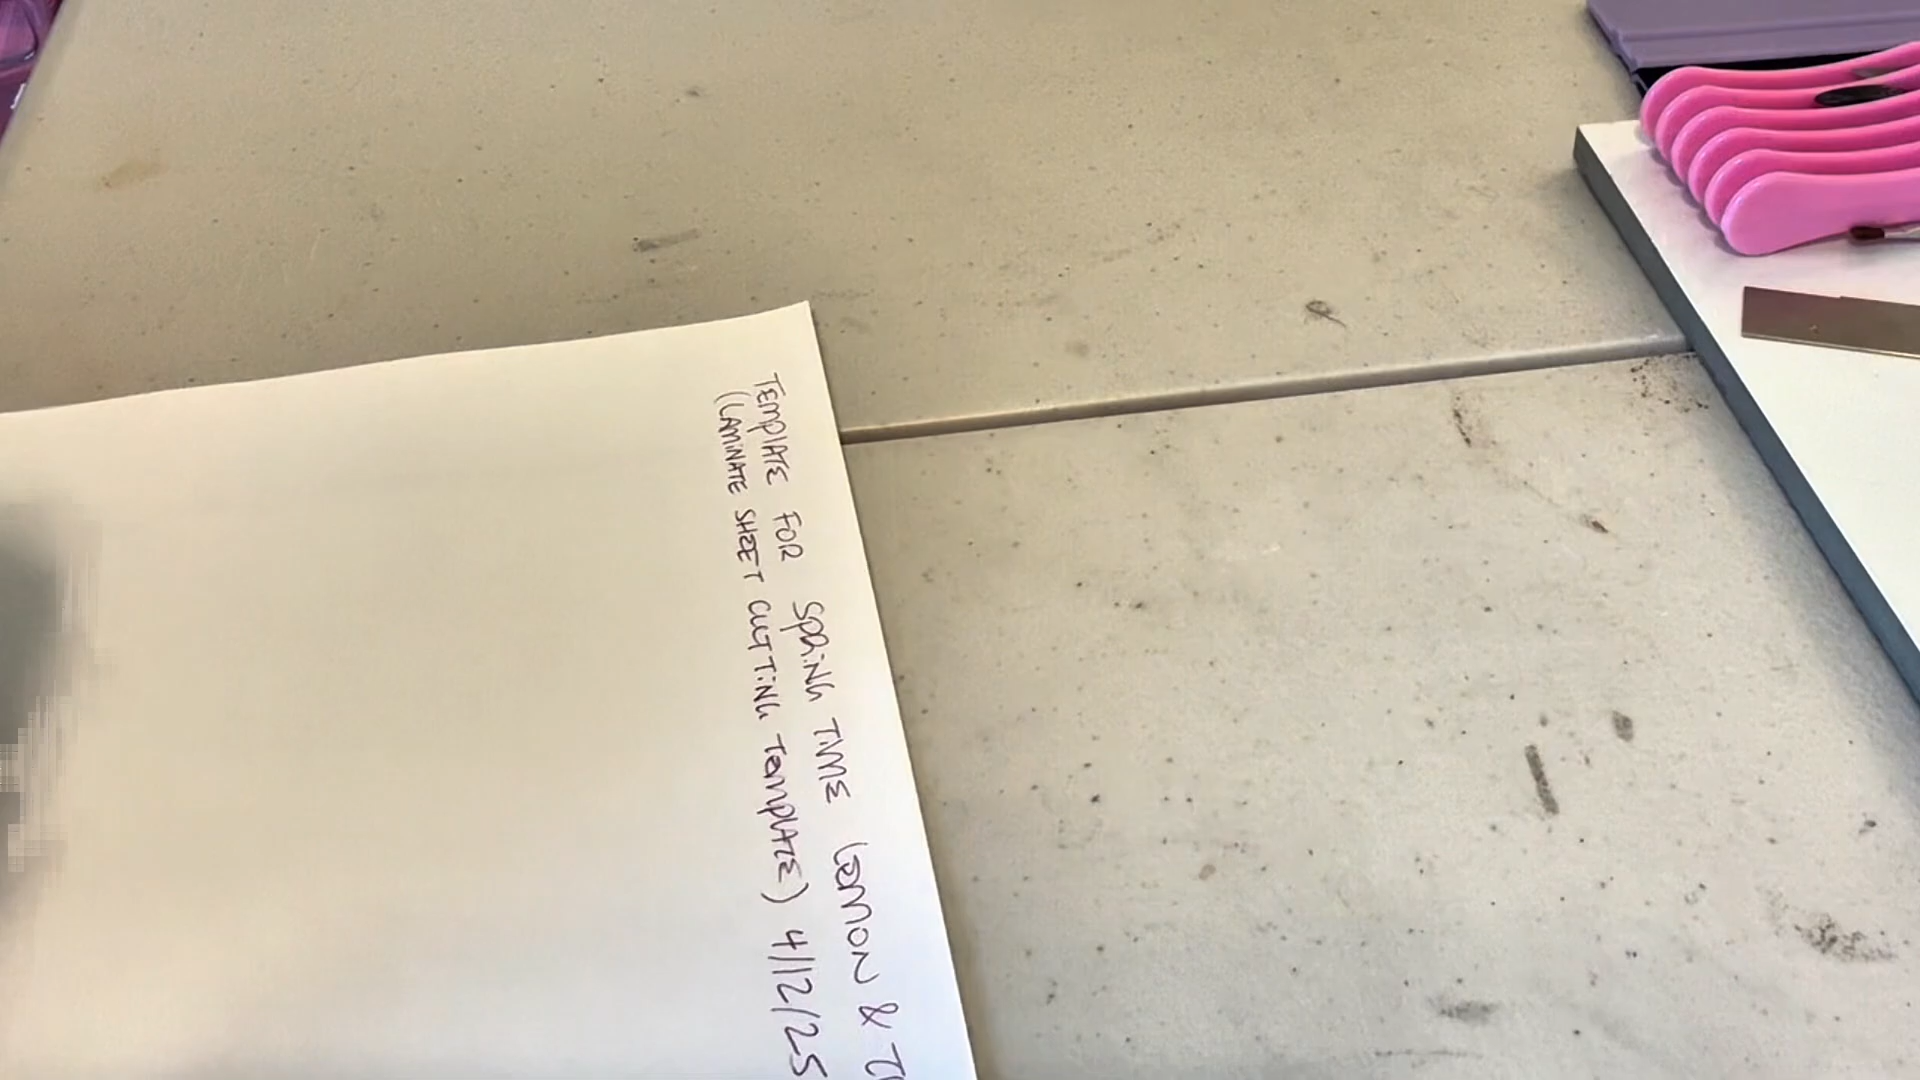 TEMPLATE FOR SPRING TIME LEMON &
(LAMINATE SHEET CUTTING TEMPLATE) 4/12/25